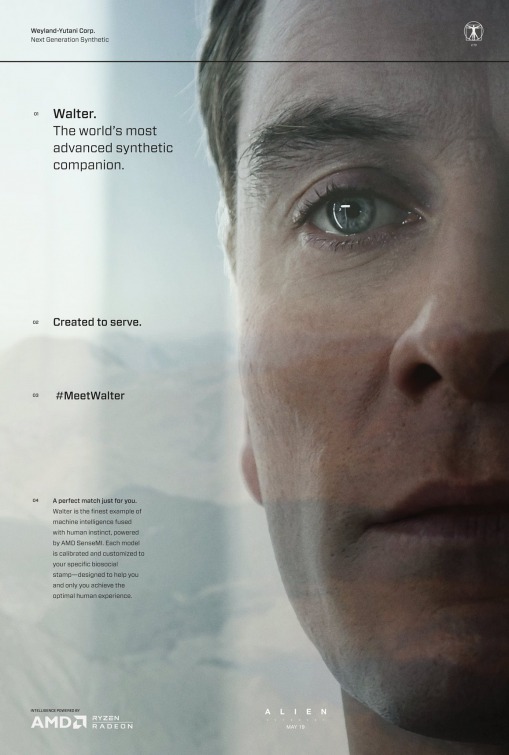 Weyland-Yutani Corp.
Next Generation Synthetic
01
Walter.
The world's most
advanced synthetic
companion.
02
Created to serve.
03
#MeetWalter
04
A perfect match just for you.
Walter is the finest example of
machine intelligence fused
with human instinct, powered
by AMD SenseMI. Each model
is calibrated and customized to
your specific biosocial
stamp—designed to help you
and only you achieve the
optimal human experience.
INTELLIGENCE POWERED BY
AMD
RYZEN
RADEON
ALIEN
MAY 19